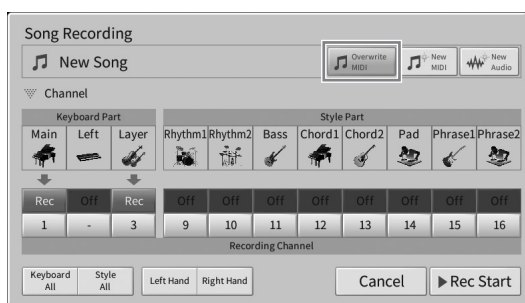 Song Recording
New Song
Overwrite MIDI
New MIDI
New Audio
Channel
Keyboard Part
Style Part
Main Left Layer Rhythm1 Rhythm2 Bass Chord1 Chord2 Pad Phrase1 Phrase2
Rec Off Rec Off Off Off Off Off Off Off Off
1 - 3 9 10 11 12 13 14 15 16
Recording Channel
Keyboard All
Style All
Left Hand
Right Hand
Cancel
Rec Start